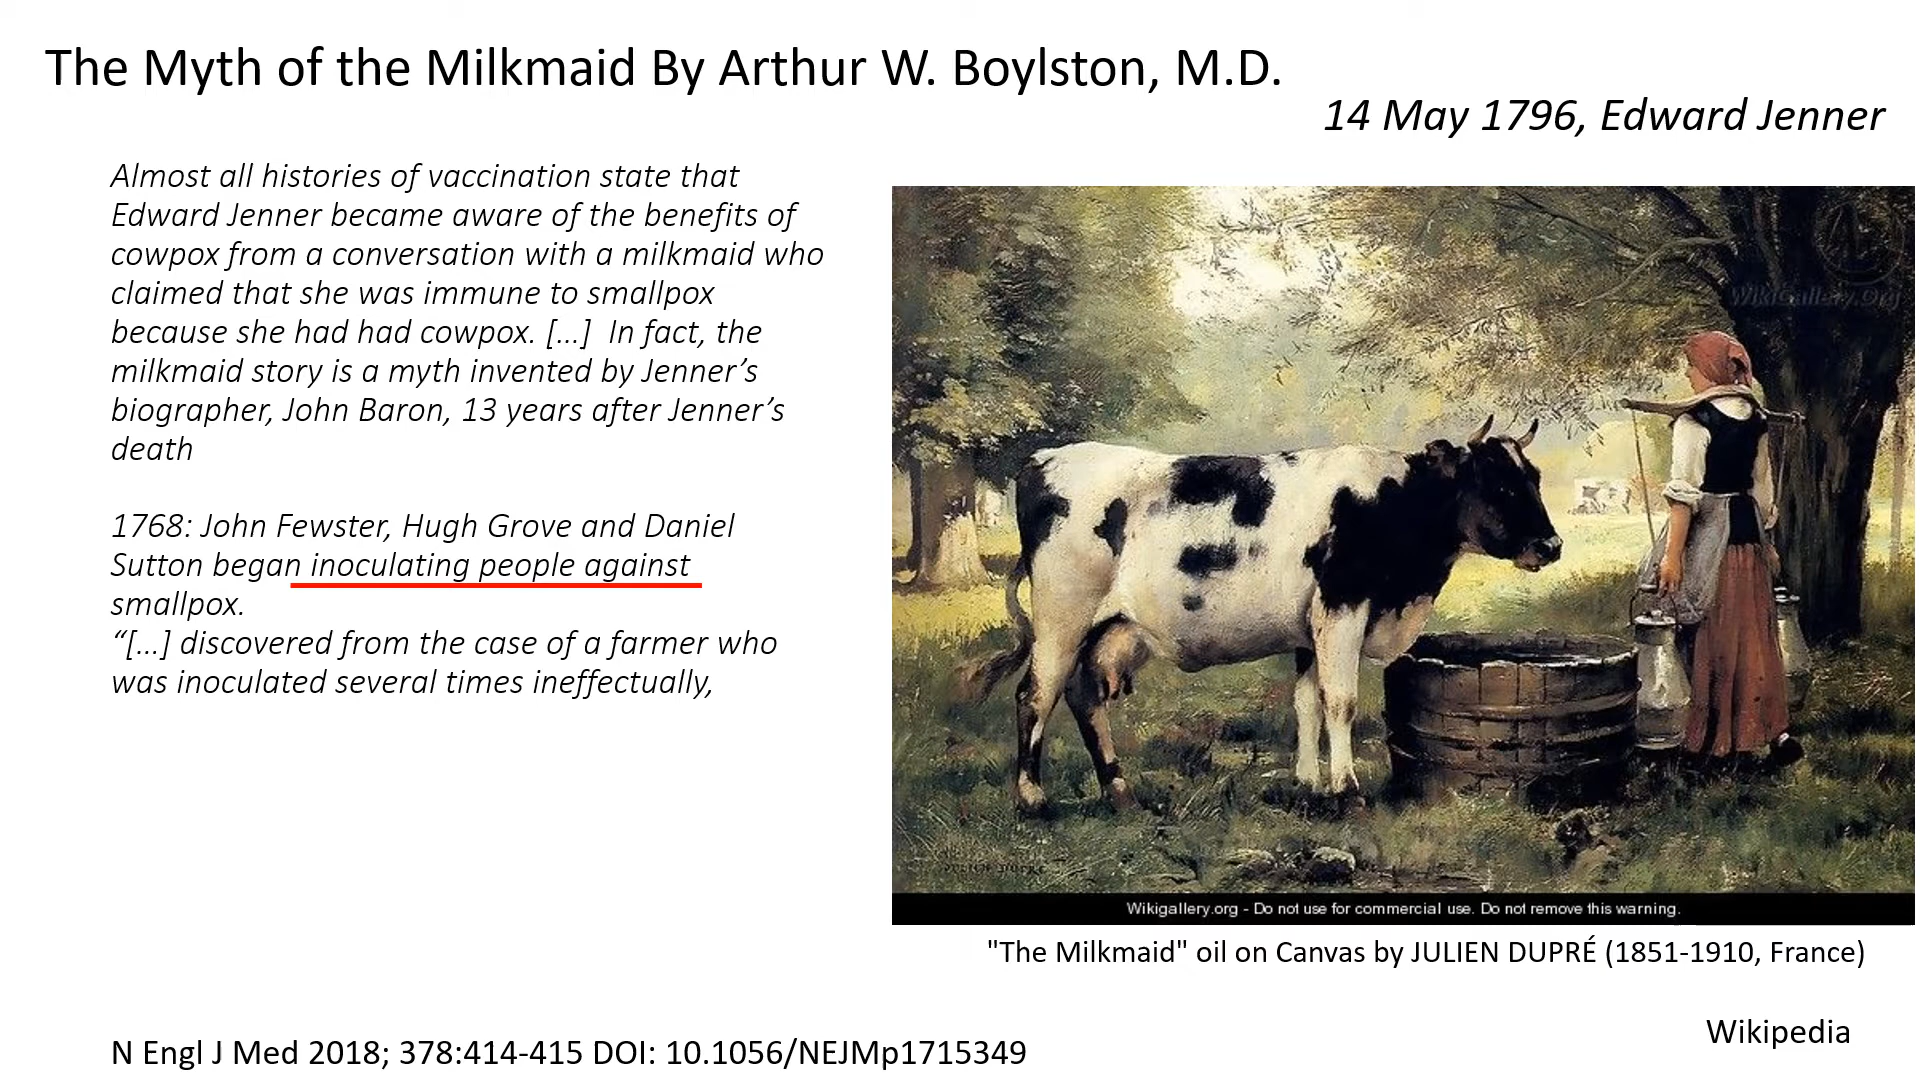 The Myth of the Milkmaid By Arthur W. Boylston, M.D.
14 May 1796, Edward Jenner
Almost all histories of vaccination state that
Edward Jenner became aware of the benefits of
cowpox from a conversation with a milkmaid who
claimed that she was immune to smallpox
because she had had cowpox. […]  In fact, the
milkmaid story is a myth invented by Jenner’s
biographer, John Baron, 13 years after Jenner’s
death
1768: John Fewster, Hugh Grove and Daniel
Sutton began inoculating people against
smallpox.
“[…] discovered from the case of a farmer who
was inoculated several times ineffectually,
WikiGallery.Org
Wikigallery.org - Do not use for commercial use. Do not remove this warning.
"The Milkmaid" oil on Canvas by JULIEN DUPRÉ (1851-1910, France)
Wikipedia
N Engl J Med 2018; 378:414-415 DOI: 10.1056/NEJMp1715349